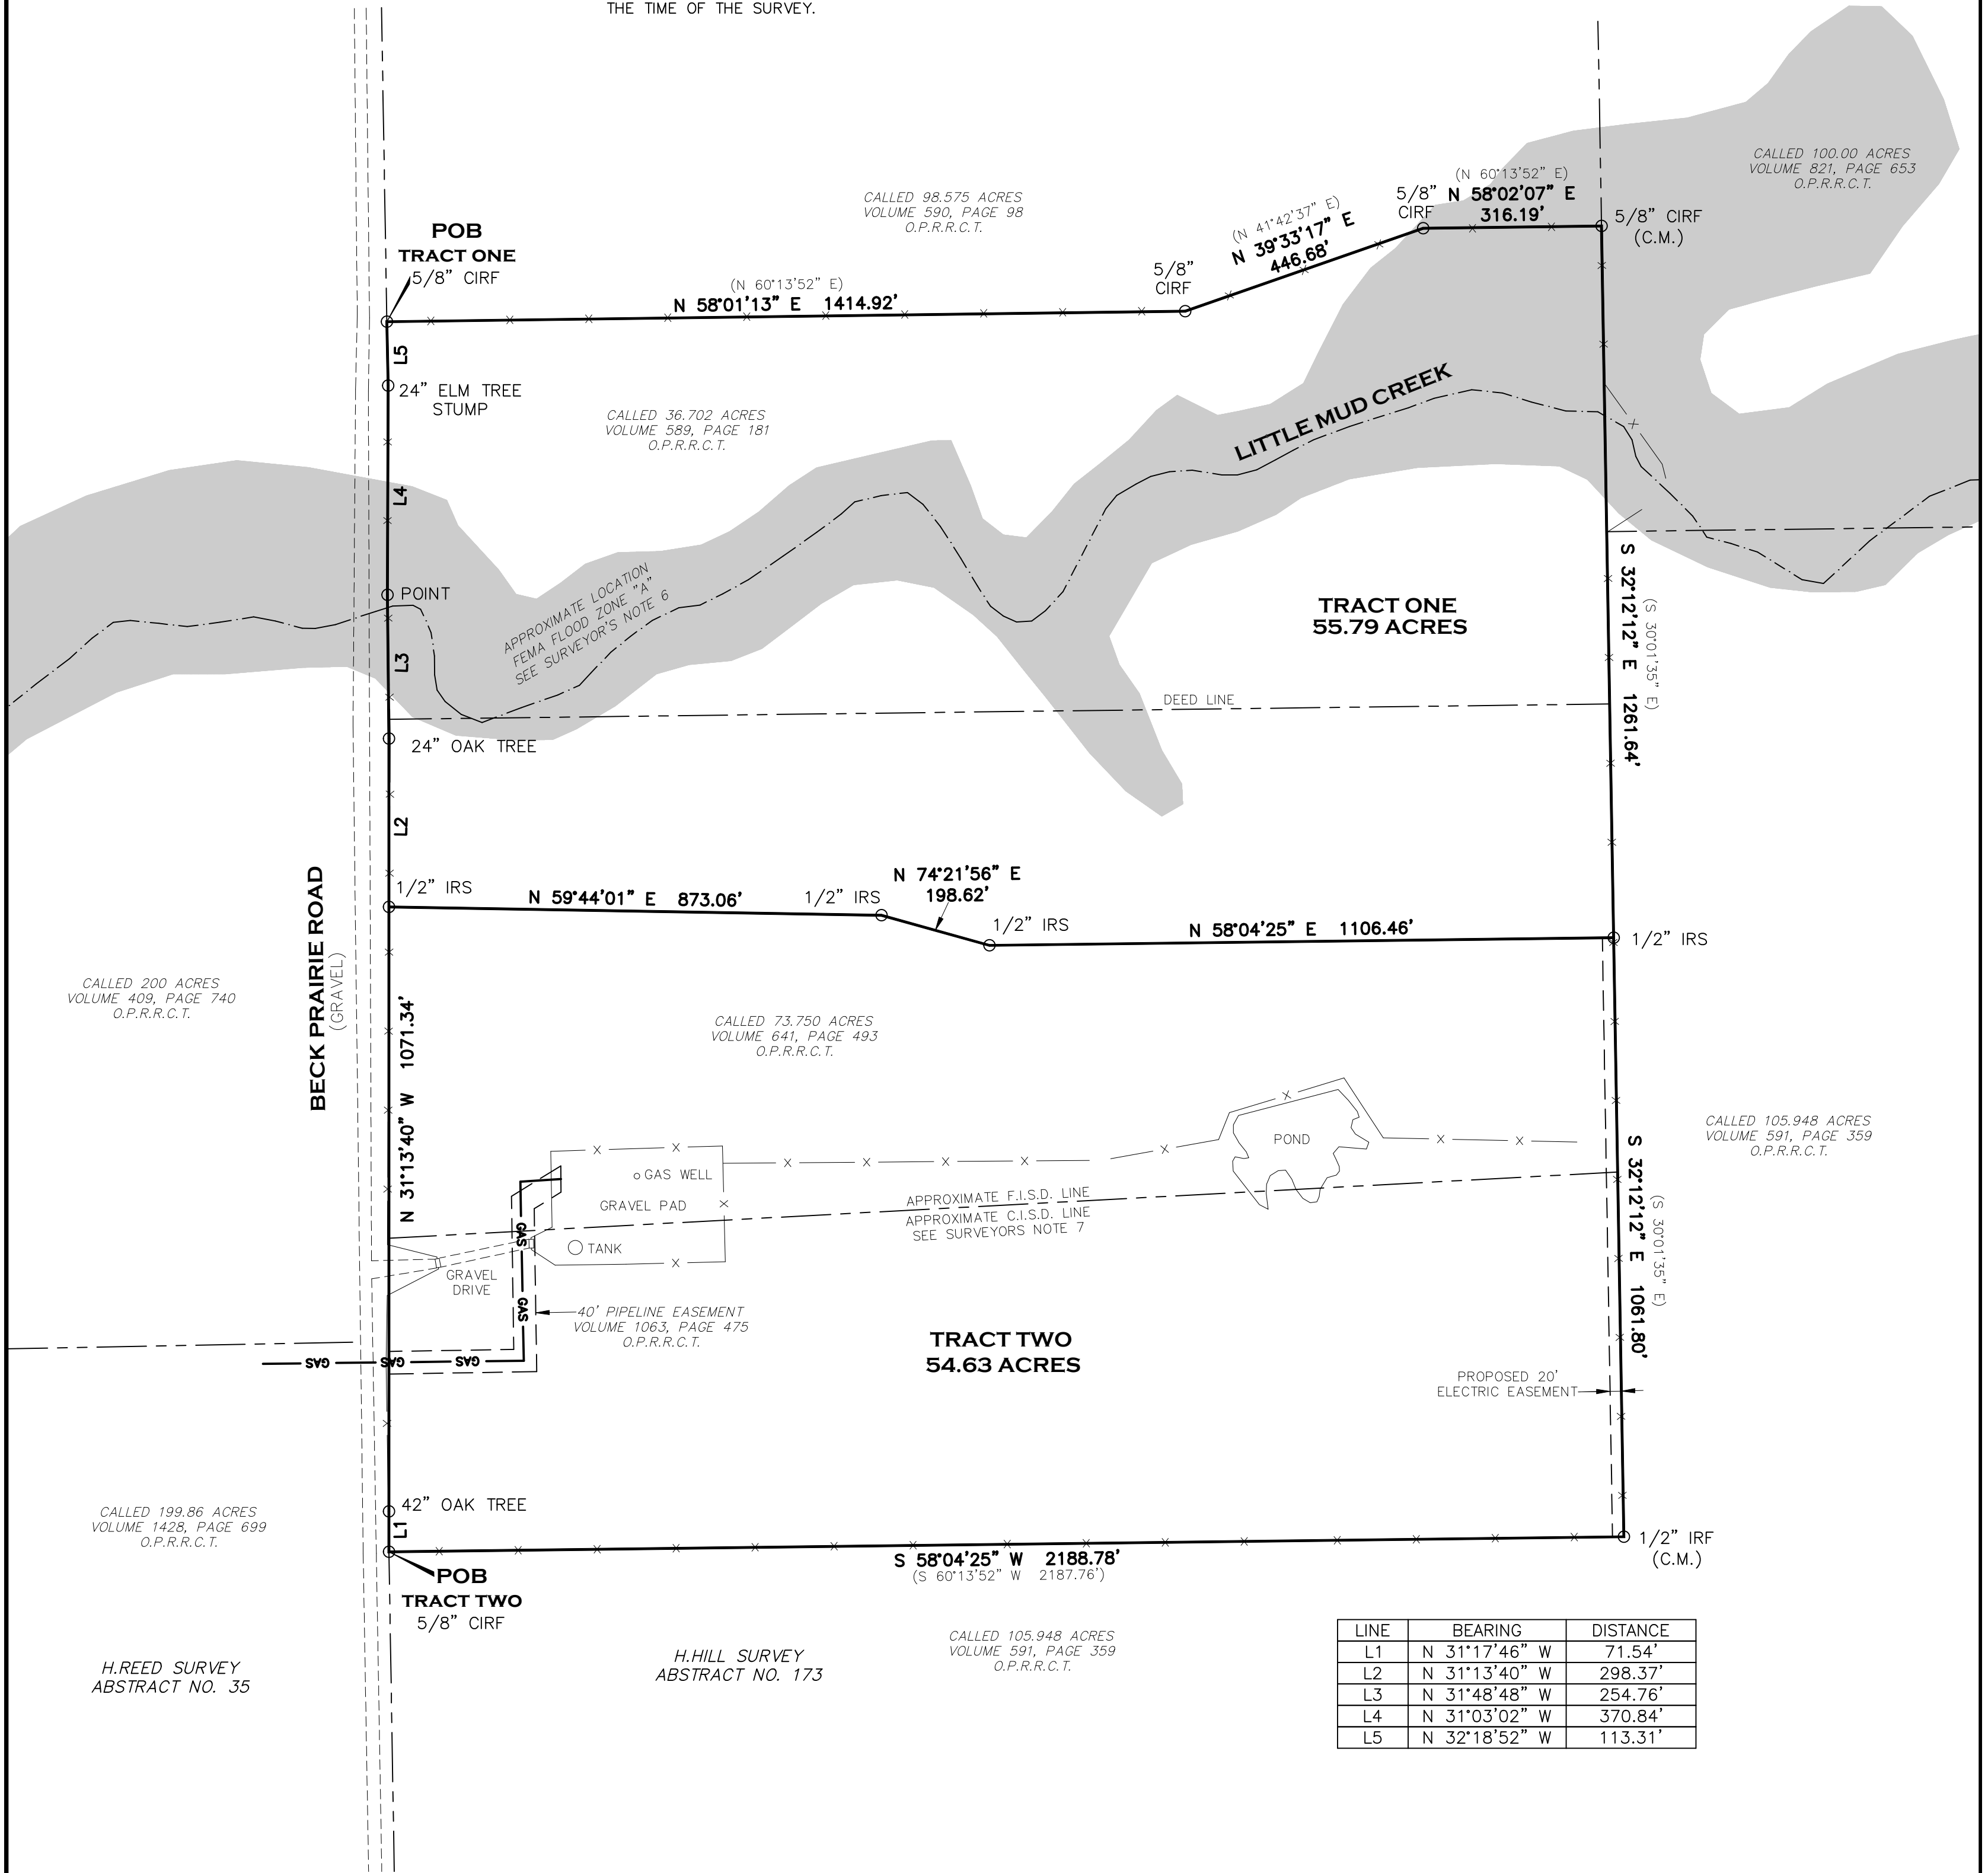 THE TIME OF THE SURVEY.
CALLED 100.00 ACRES
VOLUME 821, PAGE 653
O.P.R.R.C.T.
CALLED 98.575 ACRES
VOLUME 590, PAGE 98
O.P.R.R.C.T.
(N 60°13'52" E)
N 58°02'07" E
316.19'
5/8"
CIRF
5/8" CIRF
(C.M.)
(N 41°42'37" E)
N 39°33'17" E
446.68'
POB
TRACT ONE
5/8" CIRF
5/8"
CIRF
(N 60°13'52" E)
N 58°01'13" E 1414.92'
L5
24" ELM TREE
STUMP
CALLED 36.702 ACRES
VOLUME 589, PAGE 181
O.P.R.R.C.T.
LITTLE MUD CREEK
L4
POINT
APPROXIMATE LOCATION
FEMA FLOOD ZONE "A"
SEE SURVEYOR'S NOTE 6
TRACT ONE
55.79 ACRES
S 32°12'12" E 1261.64'
(S 30°01'35" E)
L3
DEED LINE
24" OAK TREE
L2
1/2" IRS
N 59°44'01" E 873.06'
1/2" IRS
N 74°21'56" E
198.62'
1/2" IRS
N 58°04'25" E 1106.46'
1/2" IRS
BECK PRAIRIE ROAD
(GRAVEL)
CALLED 200 ACRES
VOLUME 409, PAGE 740
O.P.R.R.C.T.
N 31°13'40" W 1071.34'
CALLED 73.750 ACRES
VOLUME 641, PAGE 493
O.P.R.R.C.T.
CALLED 105.948 ACRES
VOLUME 591, PAGE 359
O.P.R.R.C.T.
POND
GAS WELL
GRAVEL PAD
APPROXIMATE F.I.S.D. LINE
APPROXIMATE C.I.S.D. LINE
SEE SURVEYORS NOTE 7
S 32°12'12" E 1061.80'
(S 30°01'35" E)
GAS
TANK
GRAVEL
DRIVE
GAS
40' PIPELINE EASEMENT
VOLUME 1063, PAGE 475
O.P.R.R.C.T.
GAS GAS GAS
TRACT TWO
54.63 ACRES
PROPOSED 20'
ELECTRIC EASEMENT
CALLED 199.86 ACRES
VOLUME 1428, PAGE 699
O.P.R.R.C.T.
42" OAK TREE
L1
1/2" IRF
(C.M.)
S 58°04'25" W 2188.78'
(S 60°13'52" W 2187.76')
POB
TRACT TWO
5/8" CIRF
H.REED SURVEY
ABSTRACT NO. 35
H.HILL SURVEY
ABSTRACT NO. 173
CALLED 105.948 ACRES
VOLUME 591, PAGE 359
O.P.R.R.C.T.
LINE BEARING DISTANCE
L1 N 31°17'46" W 71.54'
L2 N 31°13'40" W 298.37'
L3 N 31°48'48" W 254.76'
L4 N 31°03'02" W 370.84'
L5 N 32°18'52" W 113.31'